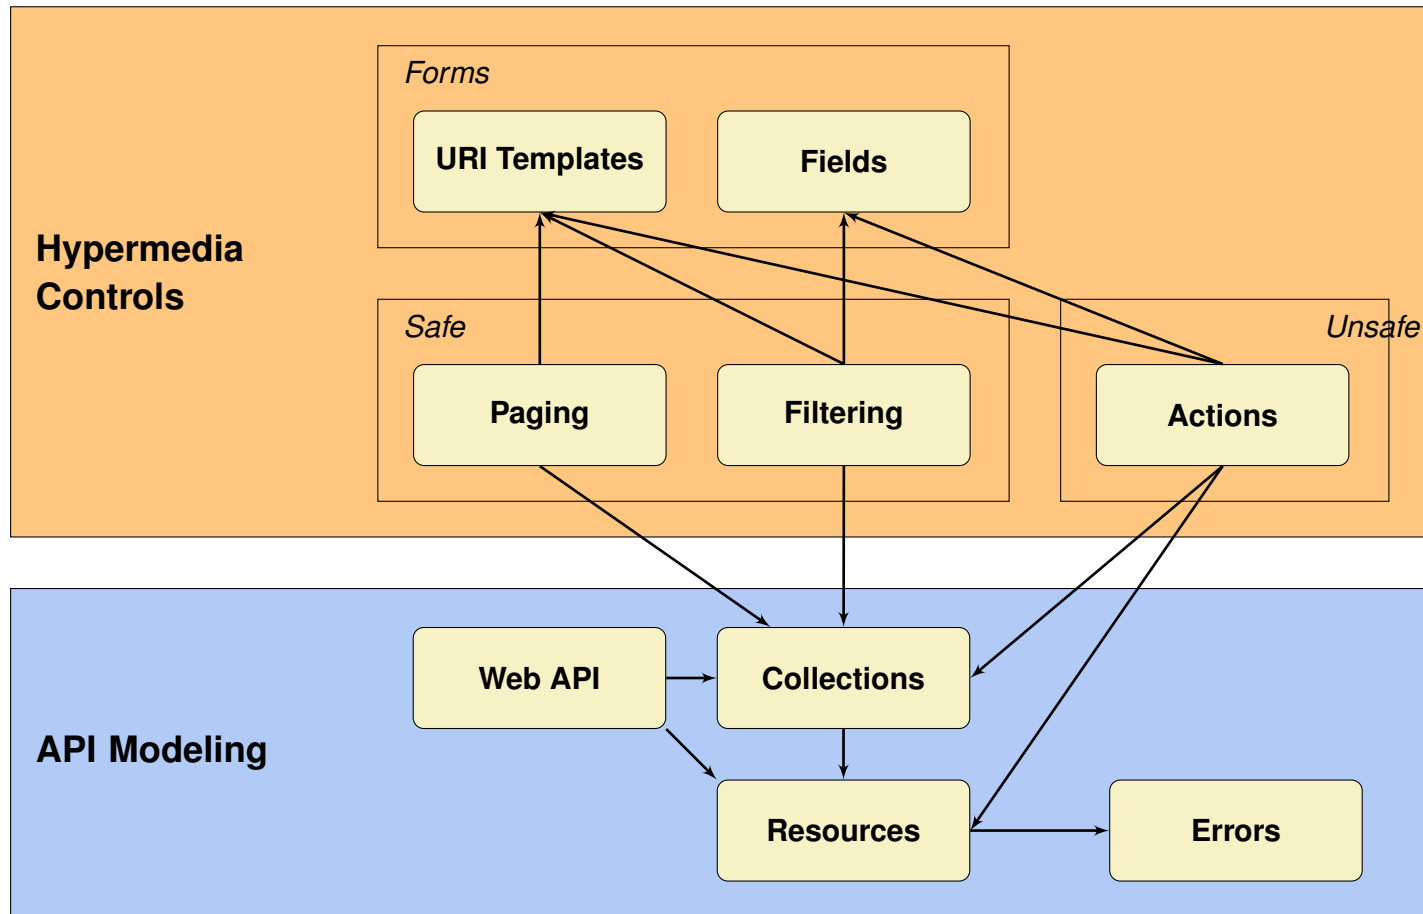 Forms
URI Templates
Fields
Hypermedia
Controls
Safe
Unsafe
Paging
Filtering
Actions
Web API
Collections
API Modeling
Resources
Errors